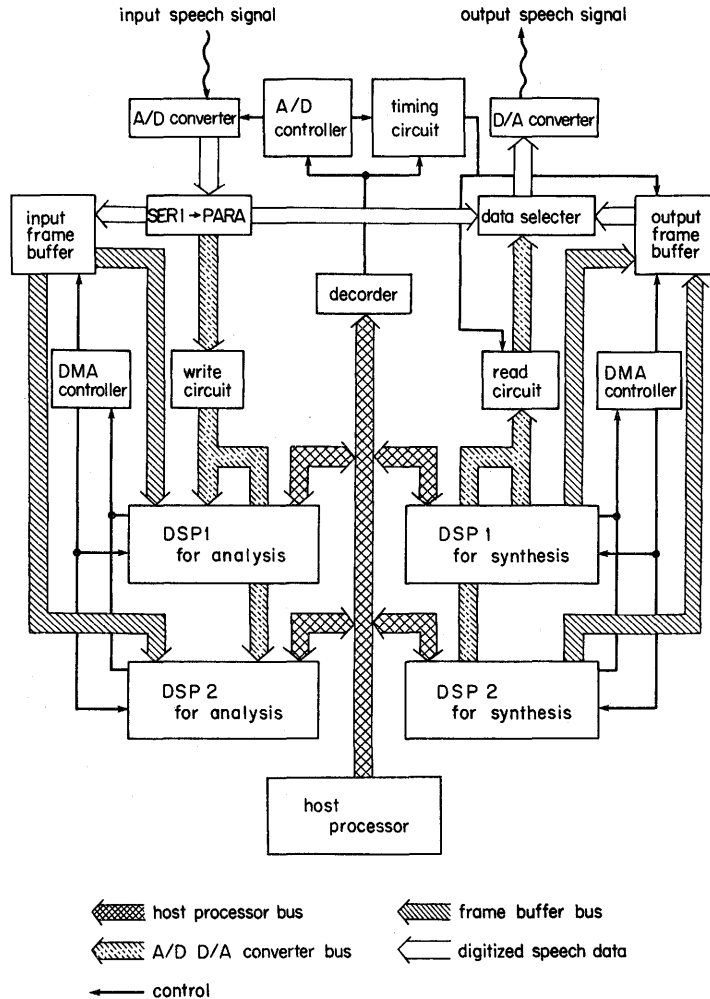 input speech signal
output speech signal
A/D converter
A/D
controller
timing
circuit
D/A converter
input
frame
buffer
SERI→PARA
data selecter
output
frame
buffer
decorder
DMA
controller
write
circuit
read
circuit
DMA
controller
DSP1
for analysis
DSP 1
for synthesis
DSP 2
for analysis
DSP 2
for synthesis
host
processor
host processor bus
frame buffer bus
A/D D/A converter bus
digitized speech data
control